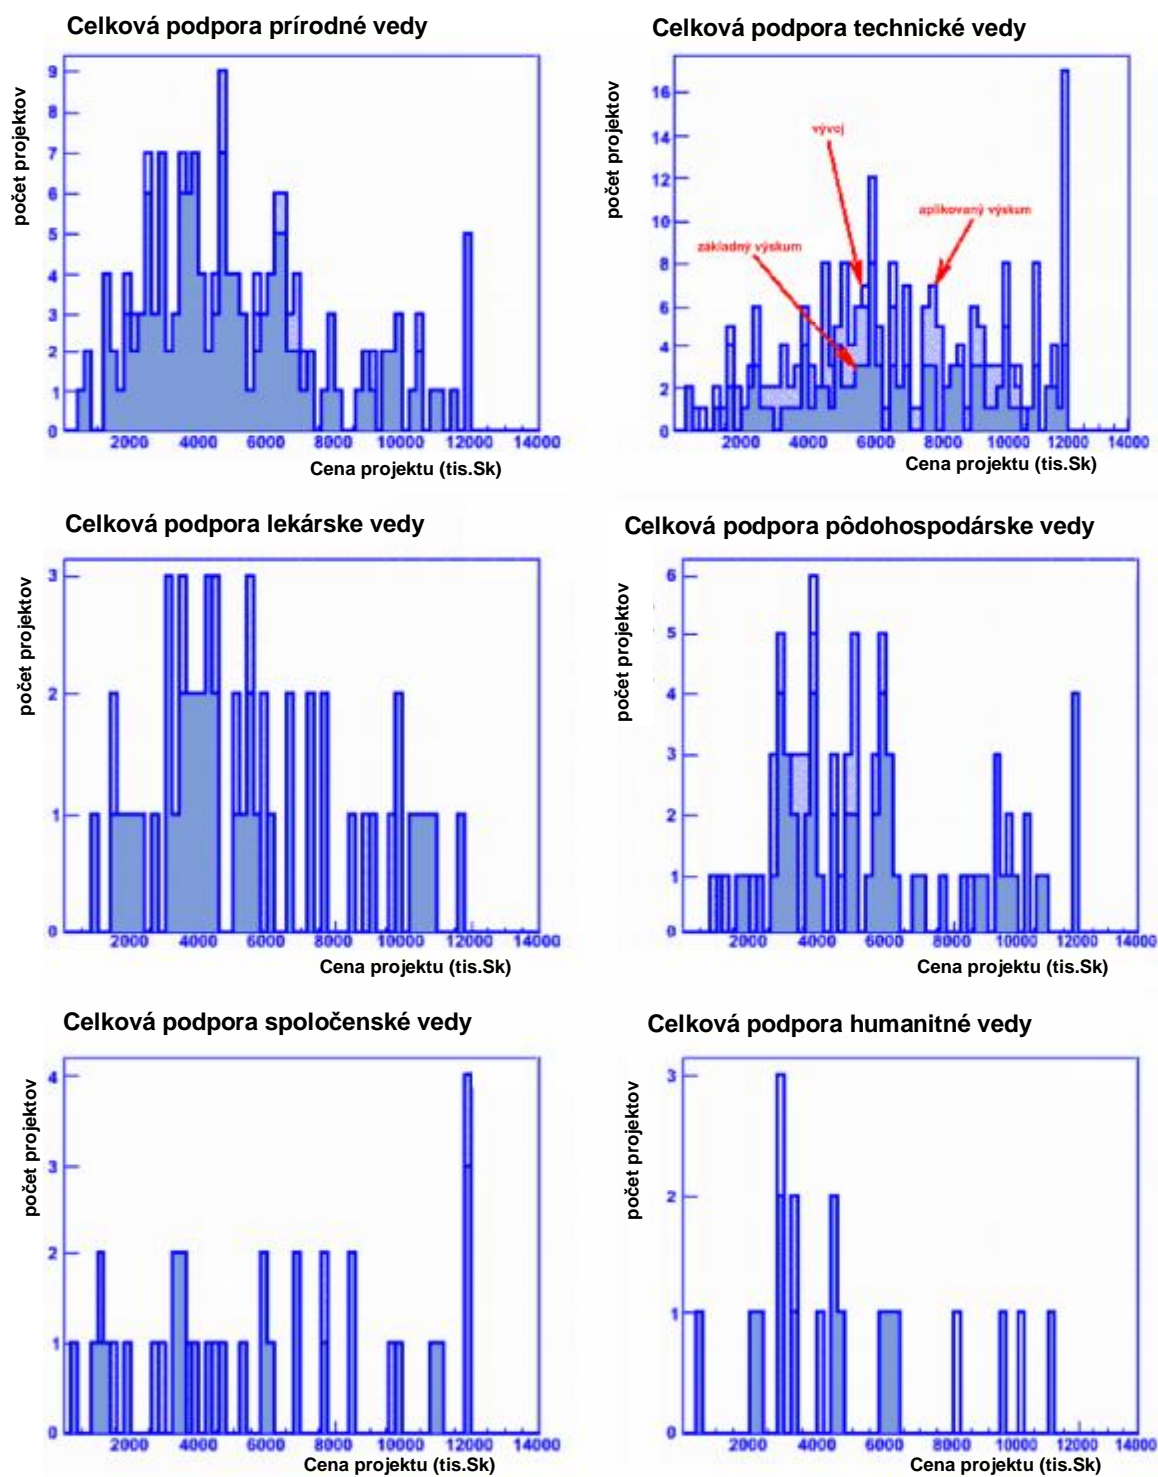 Celková podpora prírodné vedy
počet projektov
9
8
7
6
5
4
3
2
1
0
2000 4000 6000 8000 10000 12000 14000
Cena projektu (tis.Sk)
Celková podpora technické vedy
počet projektov
16
14
12
10
8
6
4
2
0
vývoj
aplikovaný výskum
základný výskum
2000 4000 6000 8000 10000 12000 14000
Cena projektu (tis.Sk)
Celková podpora lekárske vedy
počet projektov
3
2
1
0
2000 4000 6000 8000 10000 12000 14000
Cena projektu (tis.Sk)
Celková podpora pôdohospodárske vedy
počet projektov
6
5
4
3
2
1
0
2000 4000 6000 8000 10000 12000 14000
Cena projektu (tis.Sk)
Celková podpora spoločenské vedy
počet projektov
4
3
2
1
0
2000 4000 6000 8000 10000 12000 14000
Cena projektu (tis.Sk)
Celková podpora humanitné vedy
počet projektov
3
2
1
0
2000 4000 6000 8000 10000 12000 14000
Cena projektu (tis.Sk)